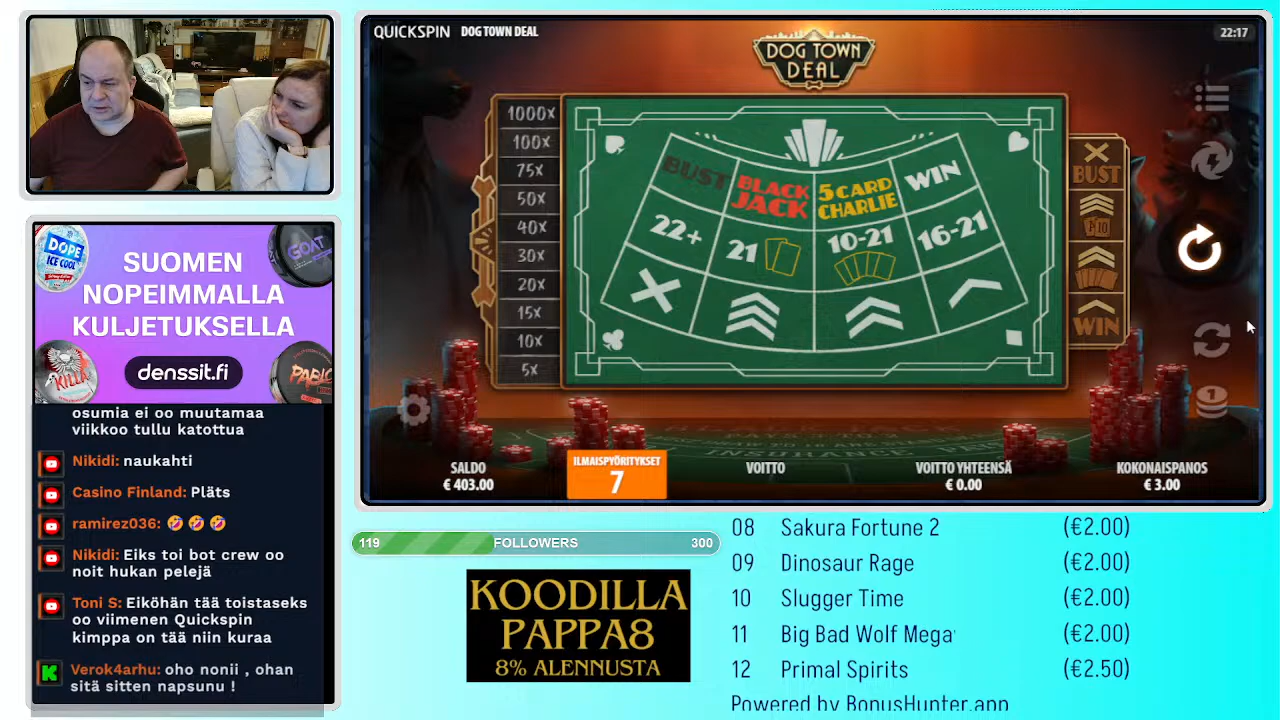 QUICKSPIN DOG TOWN DEAL
22:17
DOG TOWN
DEAL
1000x
100x
75x
50x
40x
30x
20x
15x
10x
5x
BUST
BLACK
JACK
5 CARD
CHARLIE
WIN
22+
21
10-21
16-21
BUST
WIN
SALDO
€ 403.00
ILMAISPYÖRITYKSET
7
VOITTO
VOITTO YHTEENSÄ
€ 0.00
KOKONAISPANOS
€ 3.00
DOPE
ICE COOL
GOAT
SUOMEN
NOPEIMMALLA
KULJETUKSELLA
denssit.fi
KILLA
PABLO
osumia ei oo muutamaa
viikkoo tullu katottua
Nikidi: naukahti
Casino Finland: Pläts
ramirez036: 🤣 🤣 🤣
Nikidi: Eiks toi bot crew oo
noit hukan pelejä
Toni S: Eiköhän tää toistaseks
oo viimenen Quickspin
kimppa on tää niin kuraa
Verok4arhu: oho nonii , ohan
sitä sitten napsunu !
119 FOLLOWERS 300
KOODILLA
PAPPA8
8% ALENNUSTA
08 Sakura Fortune 2 (€2.00)
09 Dinosaur Rage (€2.00)
10 Slugger Time (€2.00)
11 Big Bad Wolf Mega (€2.00)
12 Primal Spirits (€2.50)
Powered by BonusHunter.app